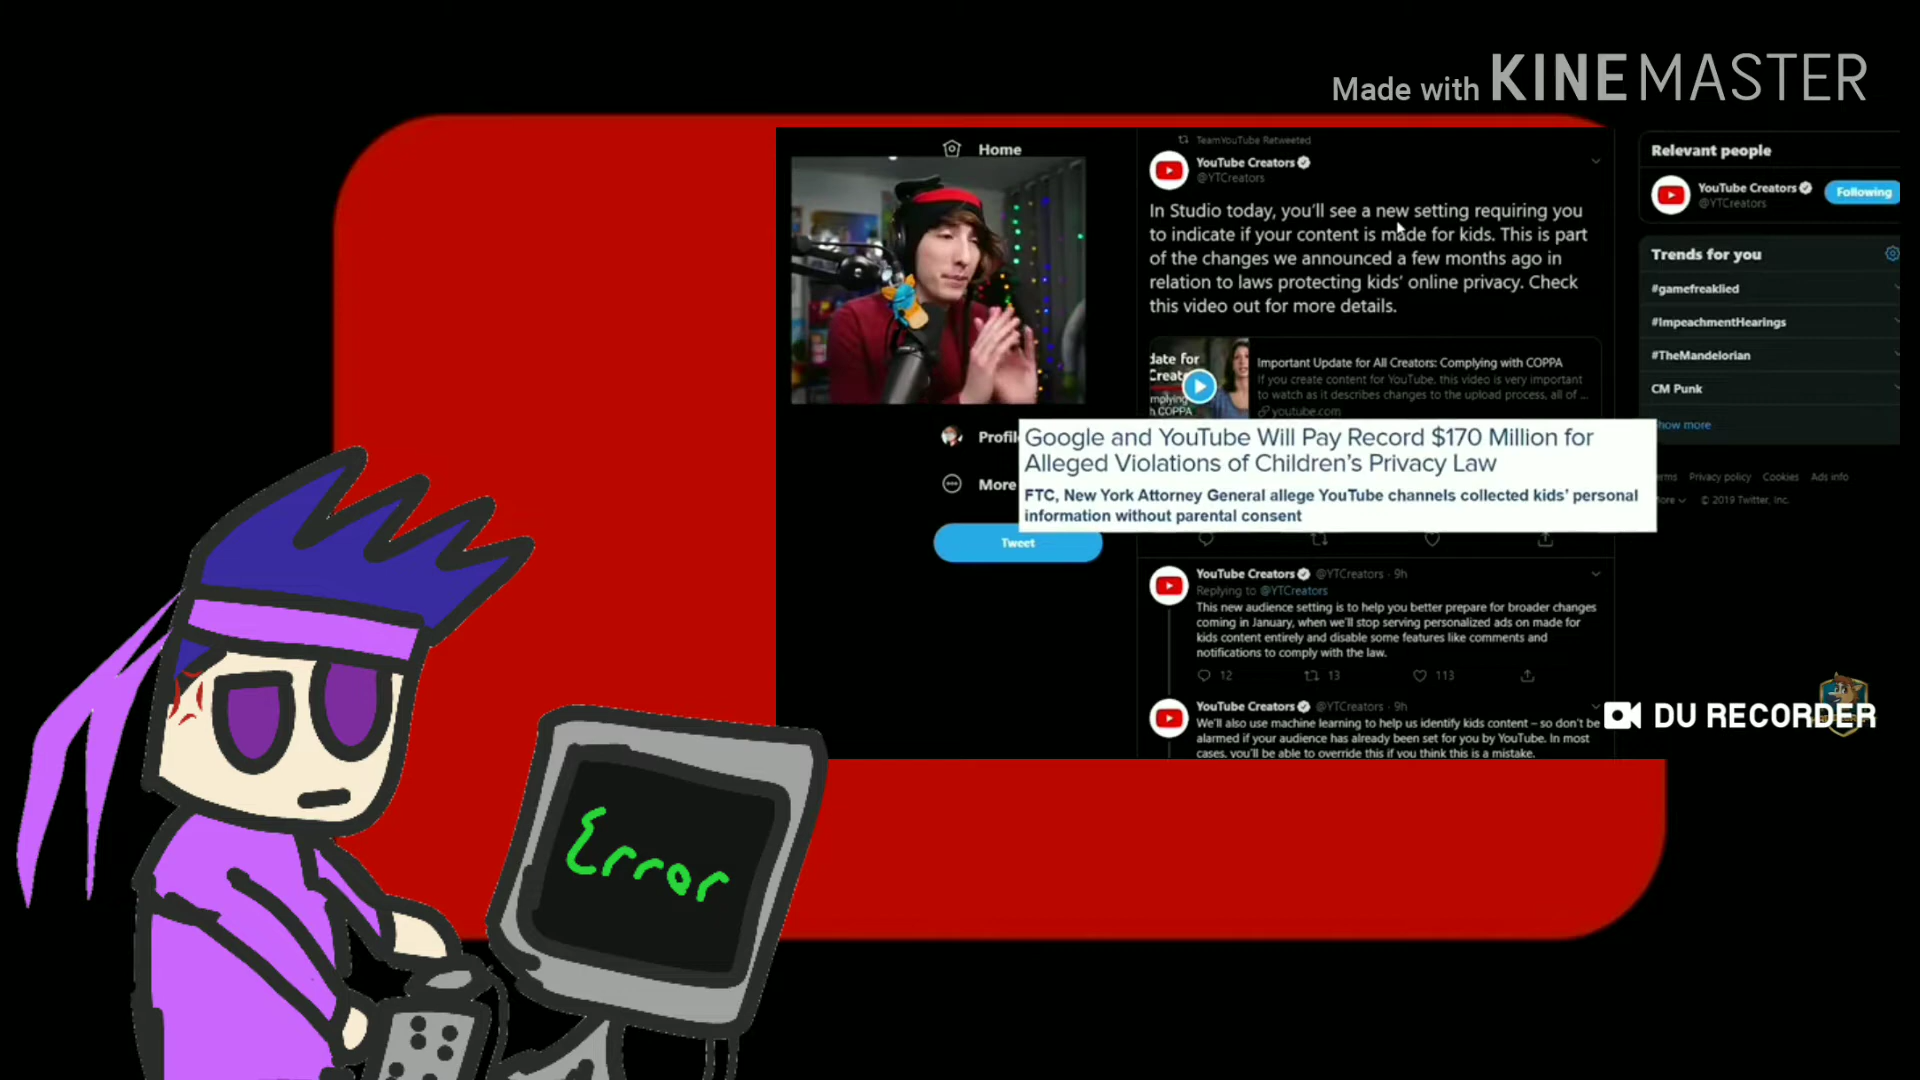 Made with KINEMASTER
Home
TeamYouTube Retweeted
YouTube Creators
@YTCreators
In Studio today, you'll see a new setting requiring you
to indicate if your content is made for kids. This is part
of the changes we announced a few months ago in
relation to laws protecting kids' online privacy. Check
this video out for more details.
date for
Create
mplying
h COPPA
Important Update for All Creators: Complying with COPPA
If you create content for YouTube, this video is very important
to watch as it describes changes to the upload process, all of ...
youtube.com
Relevant people
YouTube Creators
@YTCreators
Following
Trends for you
#gamefreaklied
#ImpeachmentHearings
#TheMandelorian
CM Punk
how more
erms Privacy policy Cookies Ads info
ore © 2019 Twitter, Inc.
Profil
More
Tweet
Google and YouTube Will Pay Record $170 Million for
Alleged Violations of Children's Privacy Law
FTC, New York Attorney General allege YouTube channels collected kids' personal
information without parental consent
YouTube Creators @YTCreators · 9h
Replying to @YTCreators
This new audience setting is to help you better prepare for broader changes
coming in January, when we'll stop serving personalized ads on made for
kids content entirely and disable some features like comments and
notifications to comply with the law.
12 13 113
YouTube Creators @YTCreators · 9h
We'll also use machine learning to help us identify kids content – so don't be
alarmed if your audience has already been set for you by YouTube. In most
cases, you'll be able to override this if you think this is a mistake.
DU RECORDER
Error